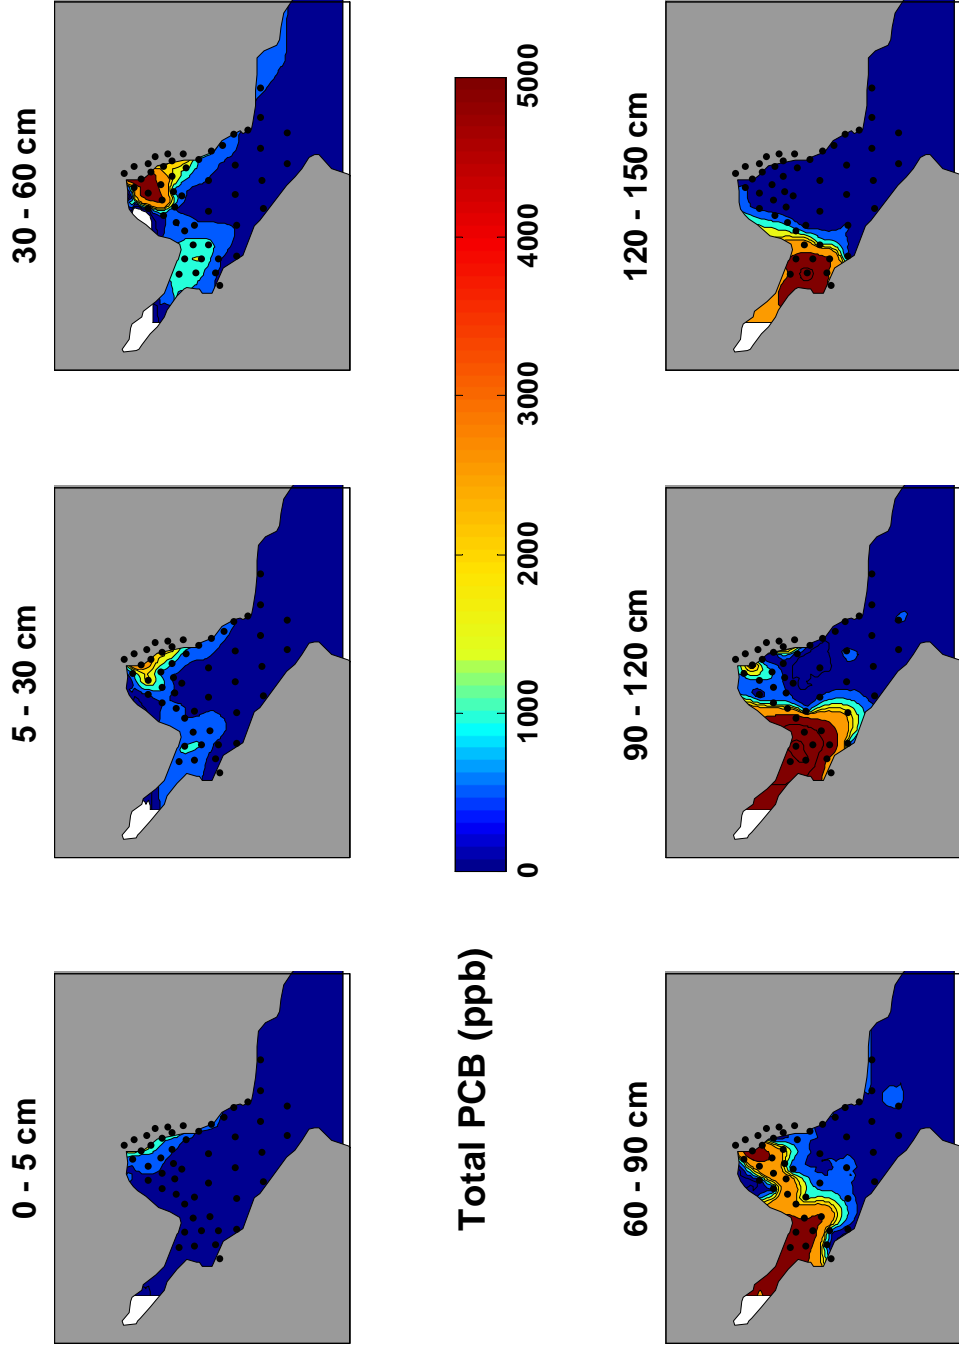 0 - 5 cm
5 - 30 cm
30 - 60 cm
Total PCB (ppb)
0
1000
2000
3000
4000
5000
60 - 90 cm
90 - 120 cm
120 - 150 cm